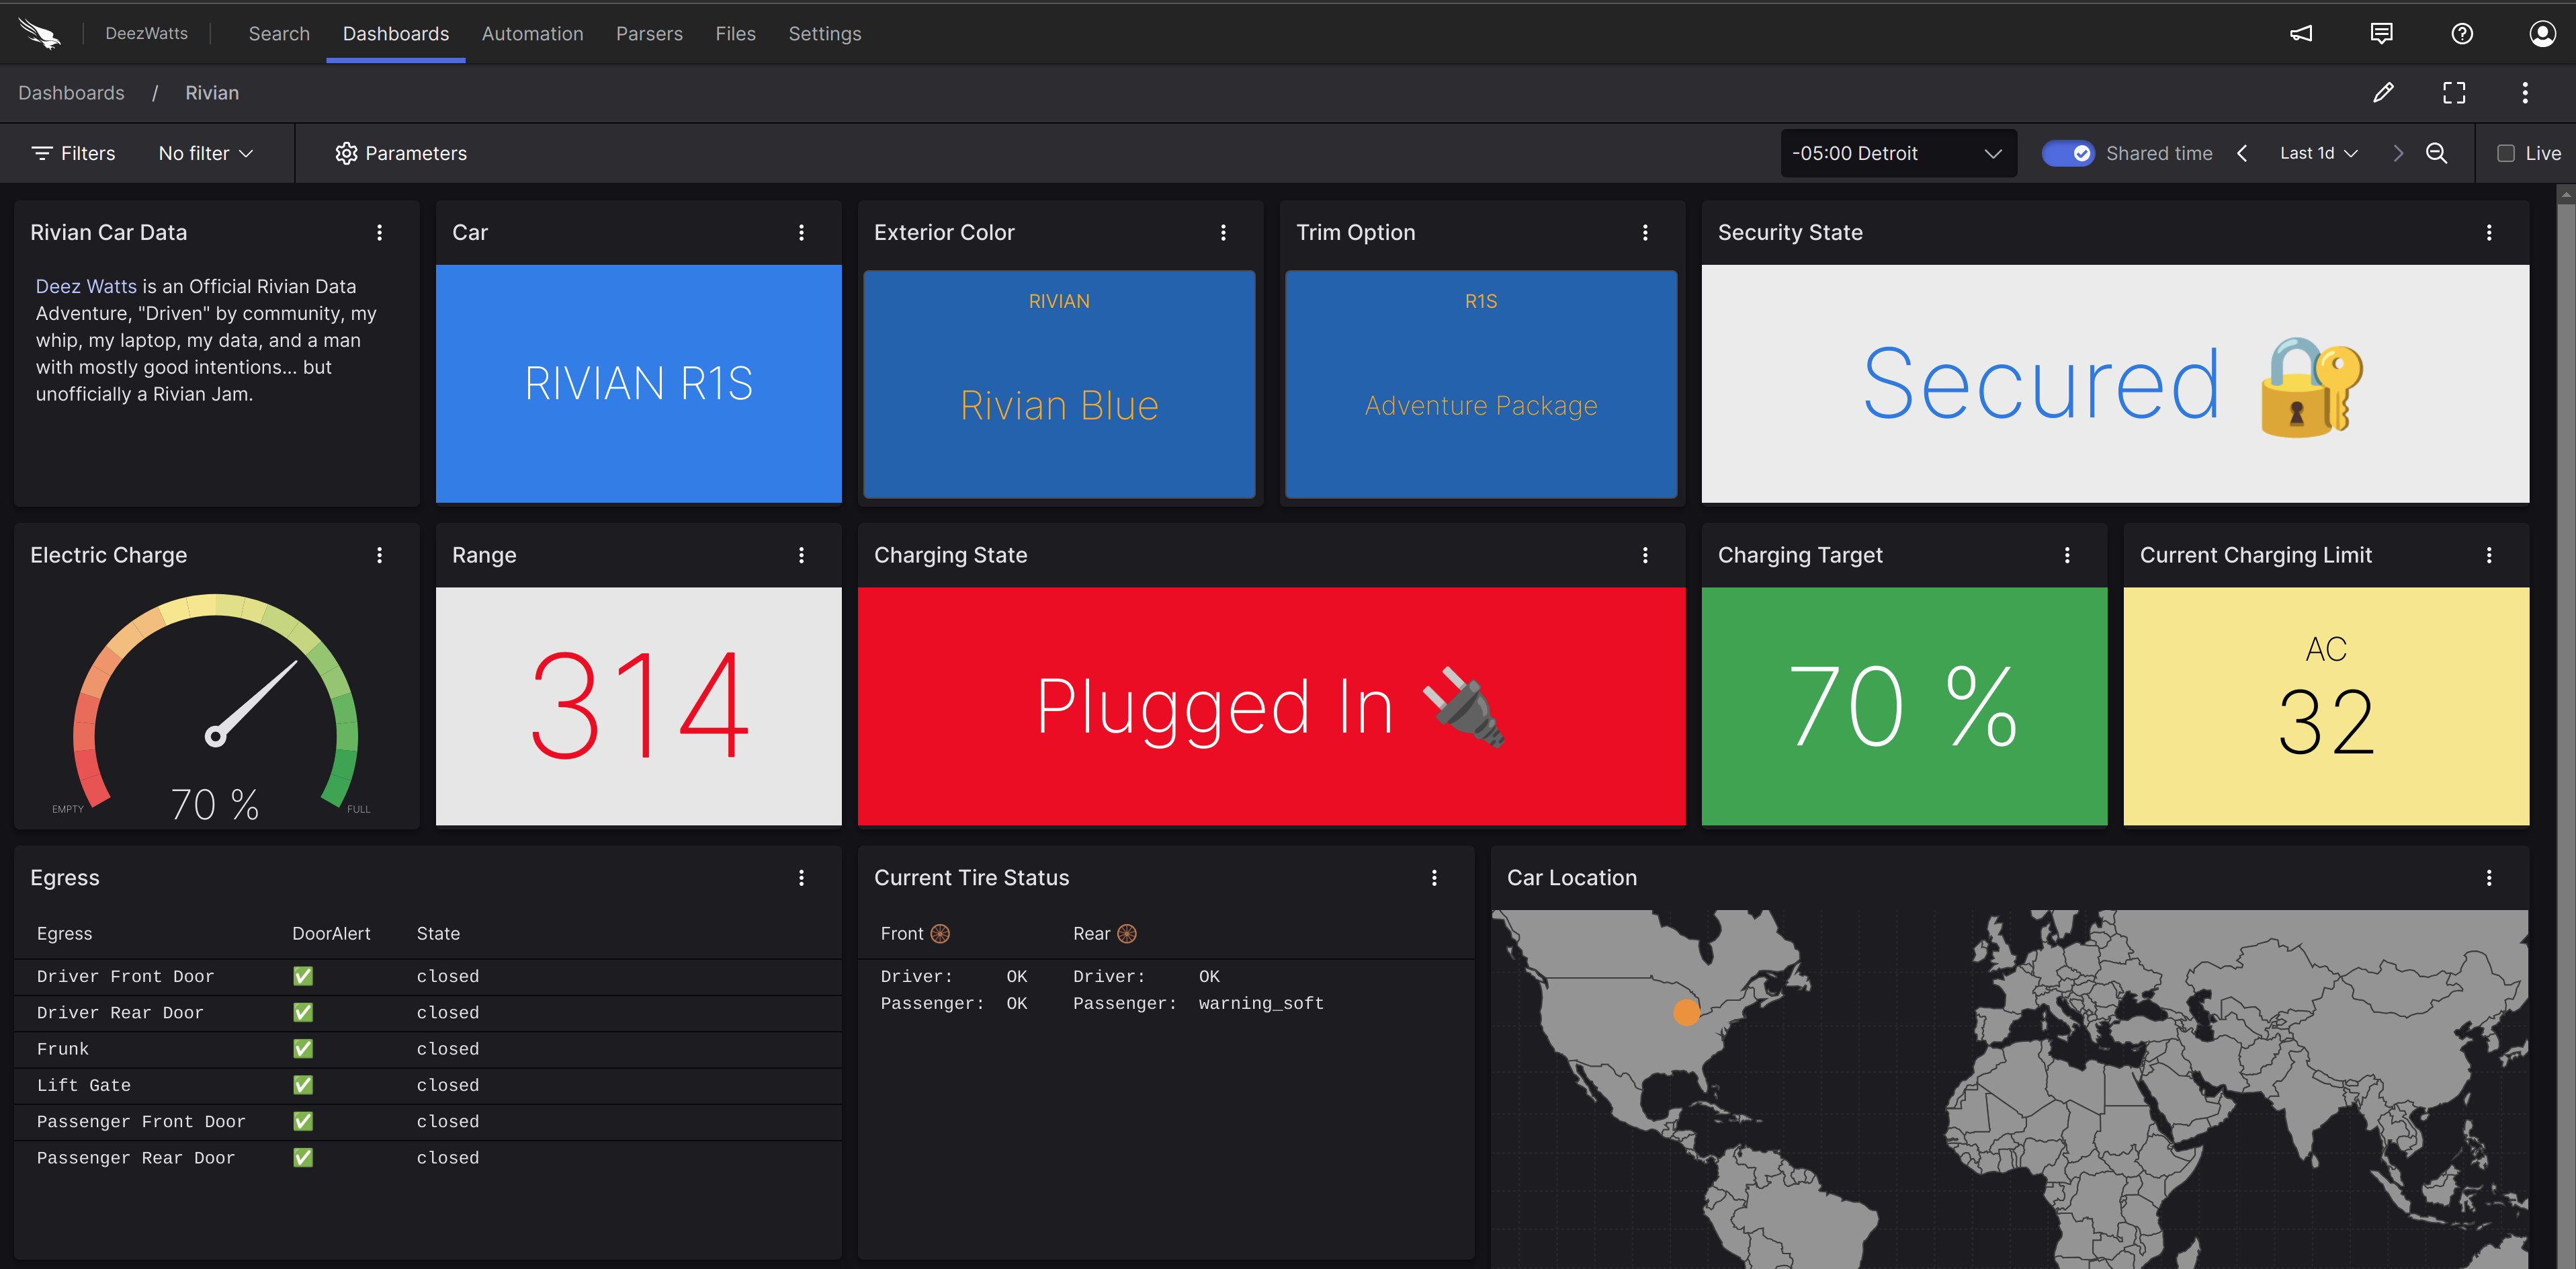 DeezWatts
Search Dashboards Automation Parsers Files Settings
Dashboards / Rivian
Filters No filter Parameters -05:00 Detroit Shared time Last 1d Live
Rivian Car Data
Deez Watts is an Official Rivian Data
Adventure, "Driven" by community, my
whip, my laptop, my data, and a man
with mostly good intentions... but
unofficially a Rivian Jam.
Car
RIVIAN R1S
Exterior Color
RIVIAN
Rivian Blue
Trim Option
R1S
Adventure Package
Security State
Secured 🔐
Electric Charge
EMPTY 70 % FULL
Range
314
Charging State
Plugged In 🔌
Charging Target
70 %
Current Charging Limit
AC
32
Egress
Egress DoorAlert State
Driver Front Door ✅ closed
Driver Rear Door ✅ closed
Frunk ✅ closed
Lift Gate ✅ closed
Passenger Front Door ✅ closed
Passenger Rear Door ✅ closed
Current Tire Status
Front 🛞 Rear 🛞
Driver: OK Driver: OK
Passenger: OK Passenger: warning_soft
Car Location